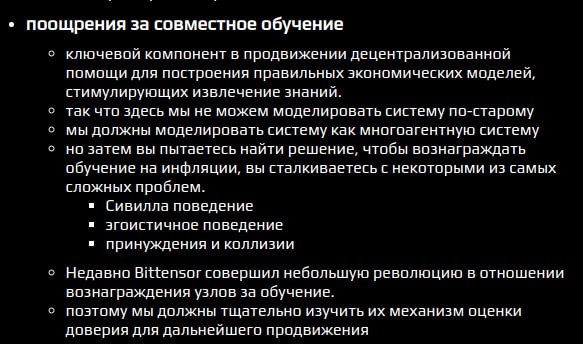 поощрения за совместное обучение
ключевой компонент в продвижении децентрализованной
помощи для построения правильных экономических моделей,
стимулирующих извлечение знаний.
так что здесь мы не можем моделировать систему по-старому
мы должны моделировать систему как многоагентную систему
но затем вы пытаетесь найти решение, чтобы вознаграждать
обучение на инфляции, вы сталкиваетесь с некоторыми из самых
сложных проблем.
Сивилла поведение
эгоистичное поведение
принуждения и коллизии
Недавно Bittensor совершил небольшую революцию в отношении
вознаграждения узлов за обучение.
поэтому мы должны тщательно изучить их механизм оценки
доверия для дальнейшего продвижения